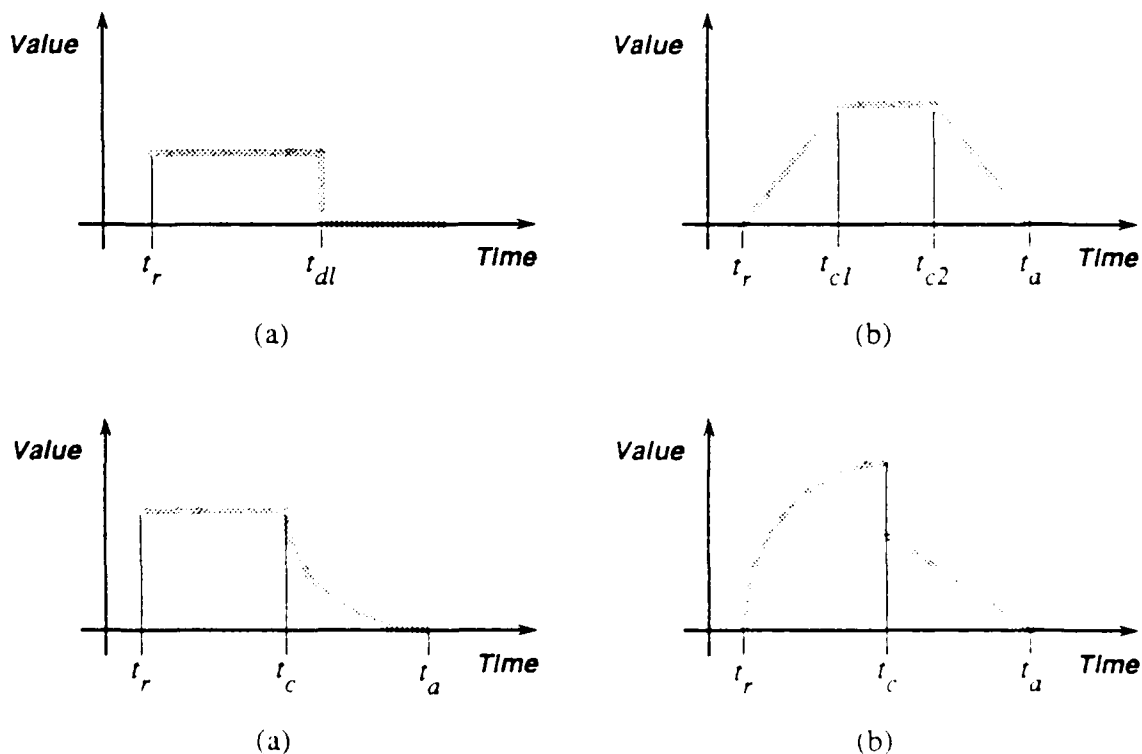 Value
Time
t_r
t_dl
(a)
Value
Time
t_r
t_c1
t_c2
t_a
(b)
Value
Time
t_r
t_c
t_a
(a)
Value
Time
t_r
t_c
t_a
(b)